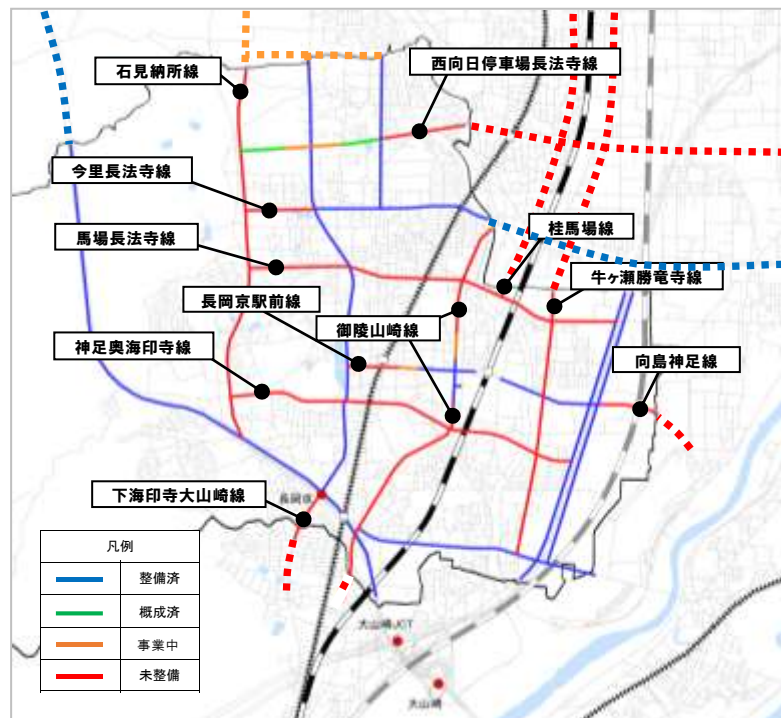 石見納所線
西向日停車場長法寺線
今里長法寺線
桂馬場線
馬場長法寺線
牛ヶ瀬勝竜寺線
長岡京駅前線
御陵山崎線
神足奥海印寺線
向島神足線
長岡京
下海印寺大山崎線
凡例
整備済
概成済
事業中
未整備
大山崎JCT
大山崎